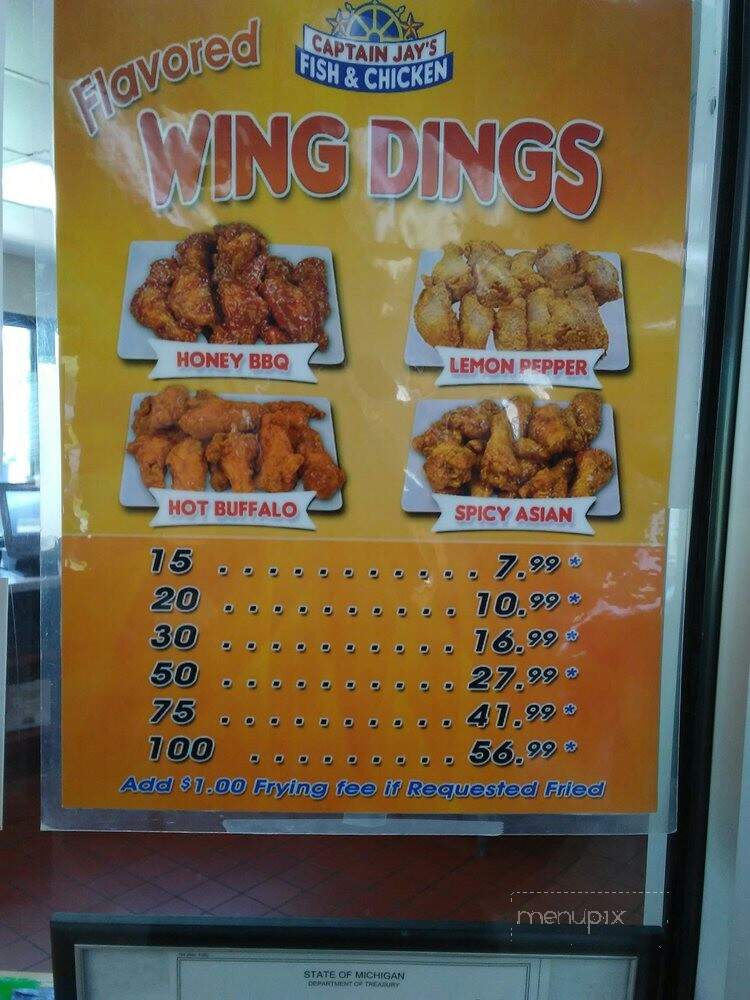 Flavored
CAPTAIN JAY'S
FISH & CHICKEN
WING DINGS
HONEY BBQ
LEMON PEPPER
HOT BUFFALO
SPICY ASIAN
15 . . . . . . . . . . . 7.99 *
20 . . . . . . . . . . 10.99 *
30 . . . . . . . . . . 16.99 *
50 . . . . . . . . . . 27.99 *
75 . . . . . . . . . . 41.99 *
100 . . . . . . . . . 56.99 *
Add $1.00 Frying fee if Requested Fried
menupix
STATE OF MICHIGAN
DEPARTMENT OF TREASURY